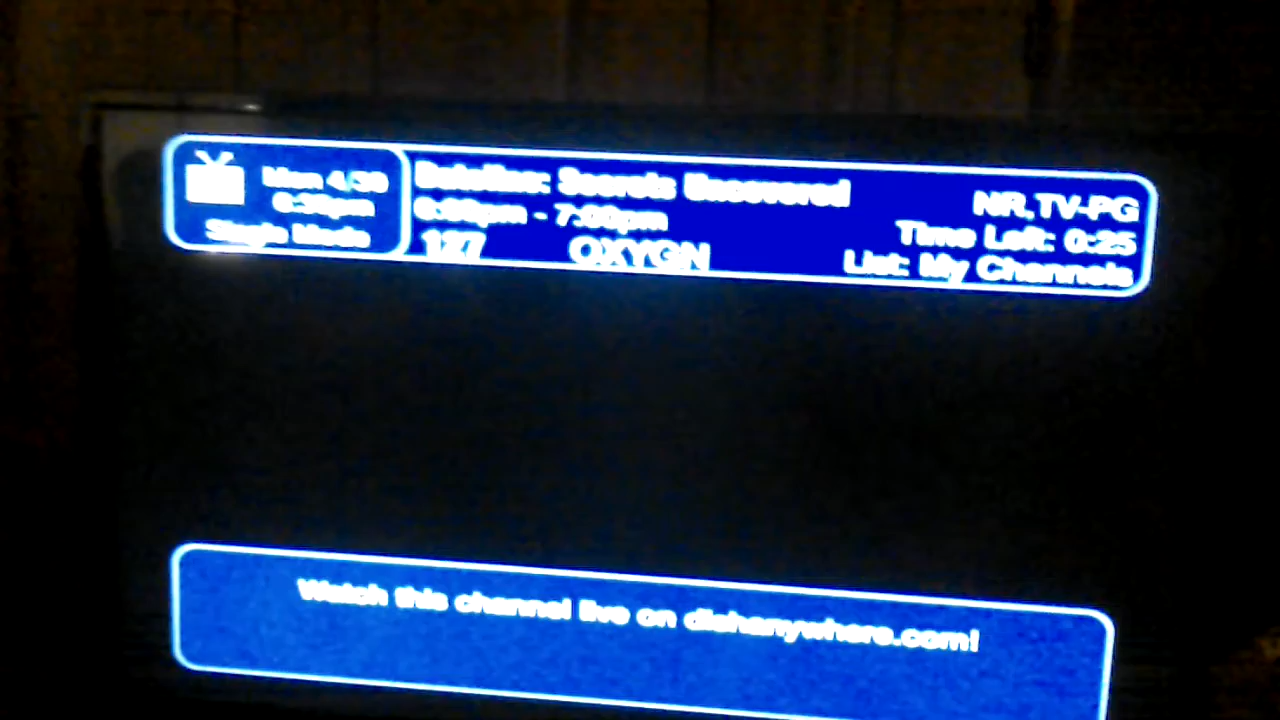 Mon 4/30
6:35pm
Single Mode
Dateline: Secrets Uncovered
6:00pm - 7:00pm
127 OXYGN
NR,TV-PG
Time Left: 0:25
List: My Channels
Watch this channel live on dishanywhere.com!